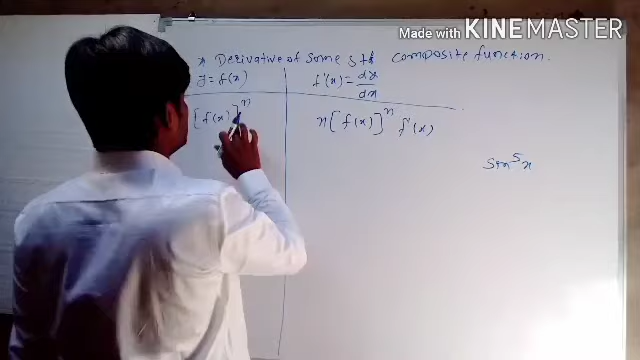 Made with KINEMASTER
* Derivative of Some std composite function.
y = f(x) f'(x) = dy/dx
[f(x)]^n n[f(x)]^n f'(x)
Sin^5 x